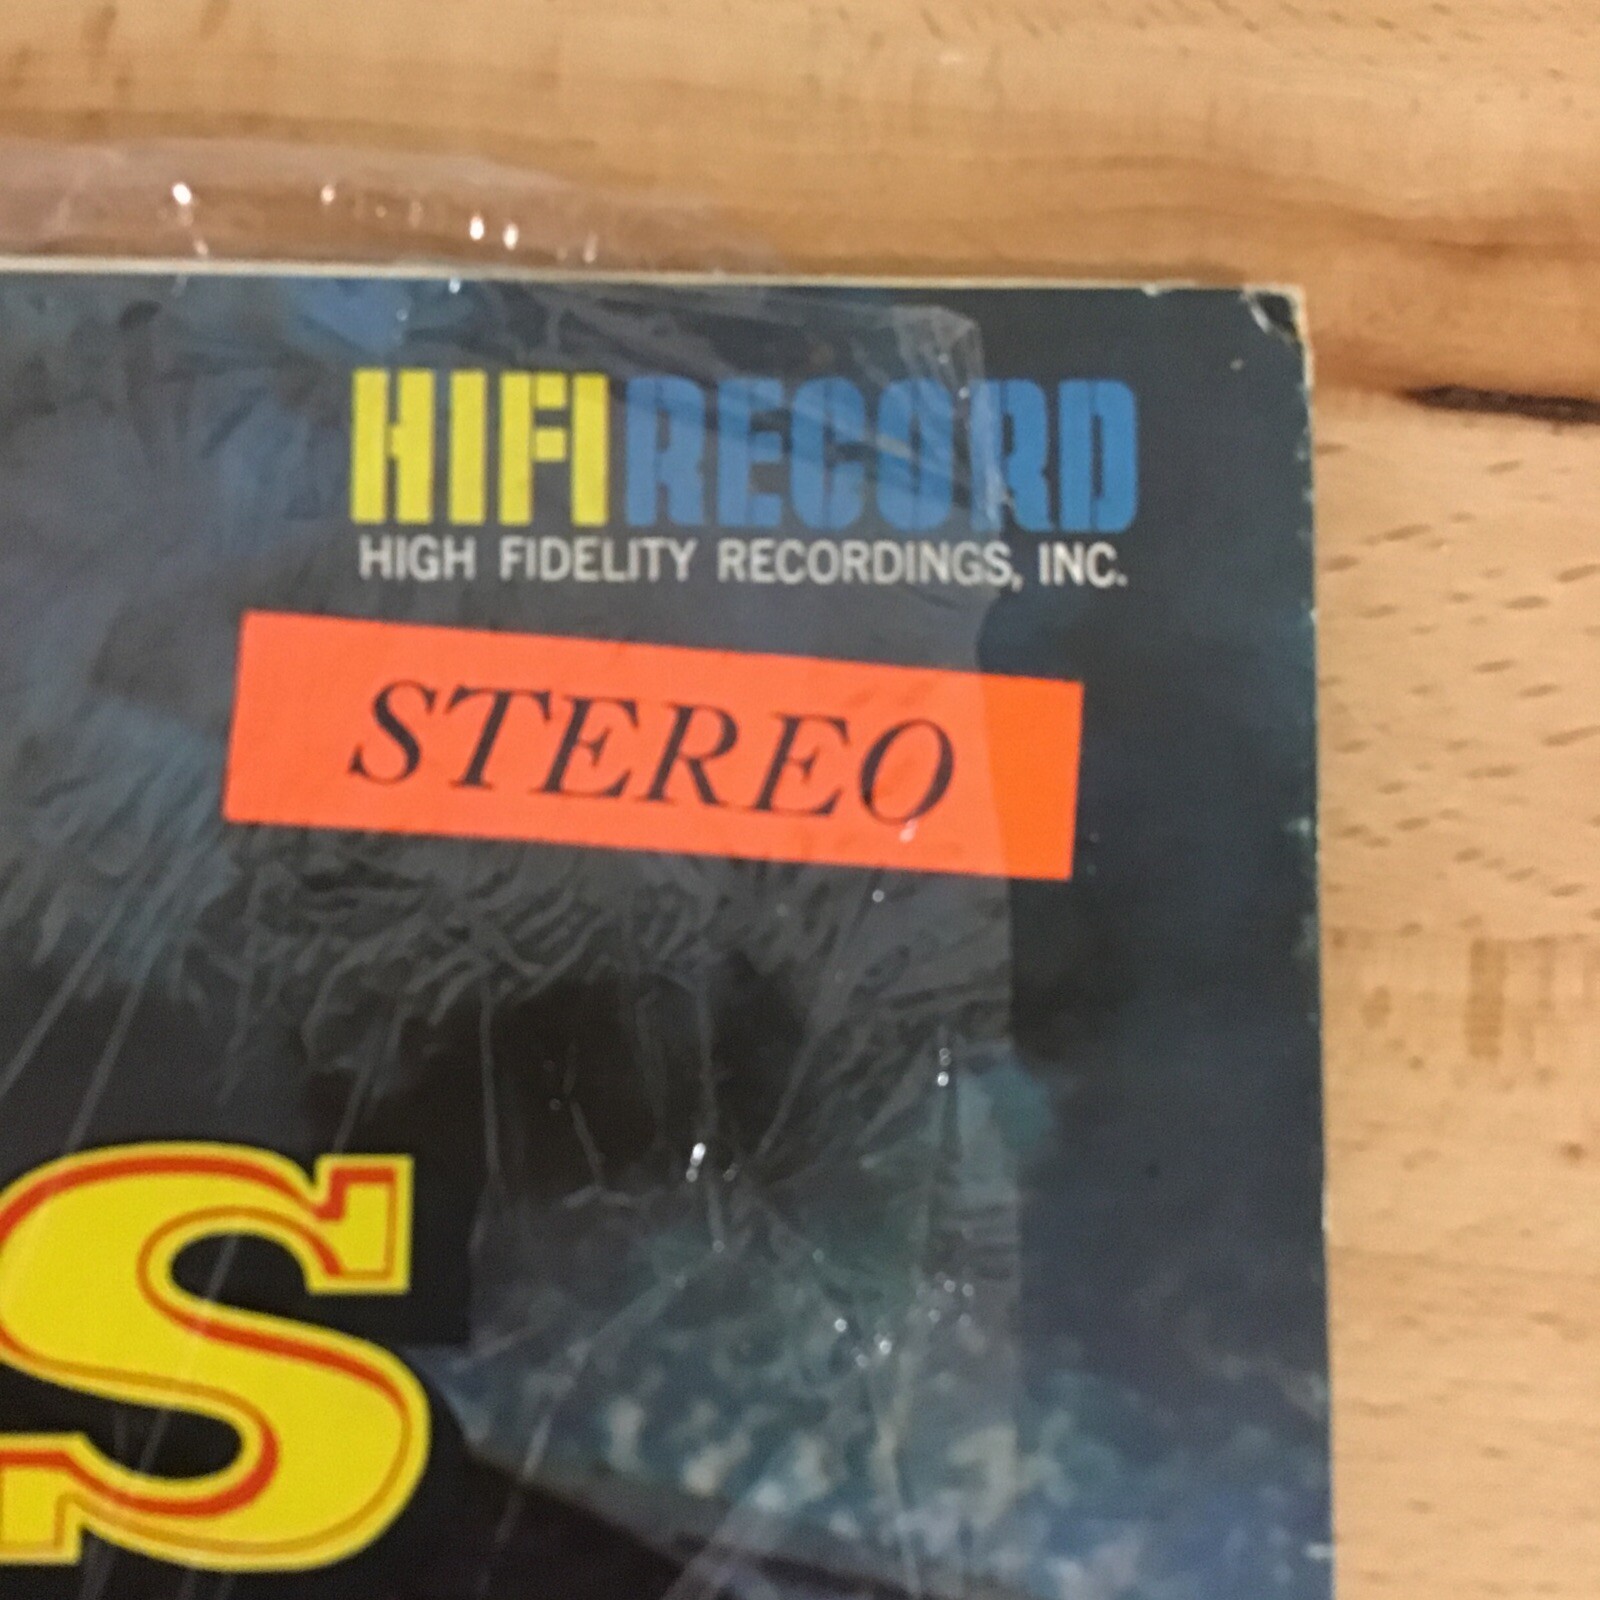 HIFIRECORD
HIGH FIDELITY RECORDINGS, INC.
STEREO
S